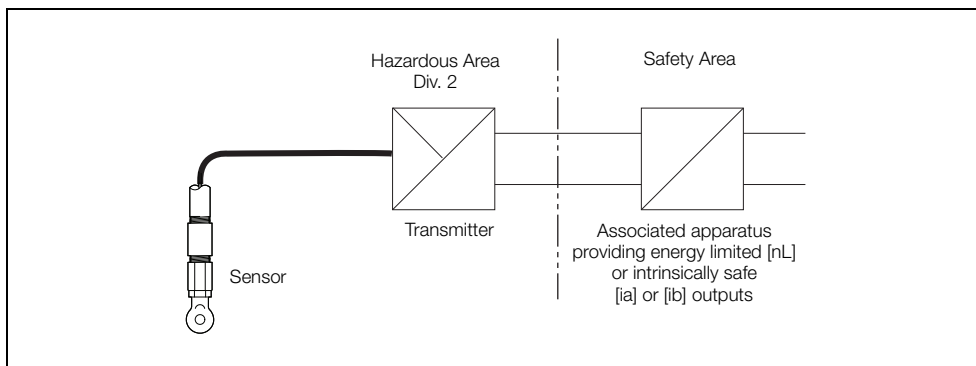 Hazardous Area
Div. 2
Safety Area
Transmitter
Associated apparatus
providing energy limited [nL]
or intrinsically safe
[ia] or [ib] outputs
Sensor